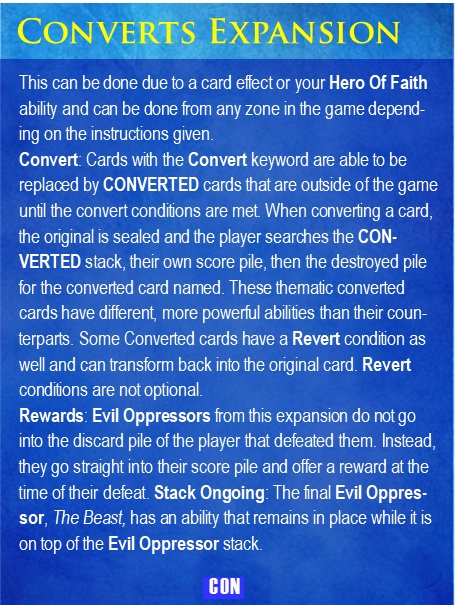 Converts Expansion
This can be done due to a card effect or your Hero Of Faith
ability and can be done from any zone in the game depend-
ing on the instructions given.
Convert: Cards with the Convert keyword are able to be
replaced by CONVERTED cards that are outside of the game
until the convert conditions are met. When converting a card,
the original is sealed and the player searches the CON-
VERTED stack, their own score pile, then the destroyed pile
for the converted card named. These thematic converted
cards have different, more powerful abilities than their coun-
terparts. Some Converted cards have a Revert condition as
well and can transform back into the original card. Revert
conditions are not optional.
Rewards: Evil Oppressors from this expansion do not go
into the discard pile of the player that defeated them. Instead,
they go straight into their score pile and offer a reward at the
time of their defeat. Stack Ongoing: The final Evil Oppres-
sor, The Beast, has an ability that remains in place while it is
on top of the Evil Oppressor stack.
CON